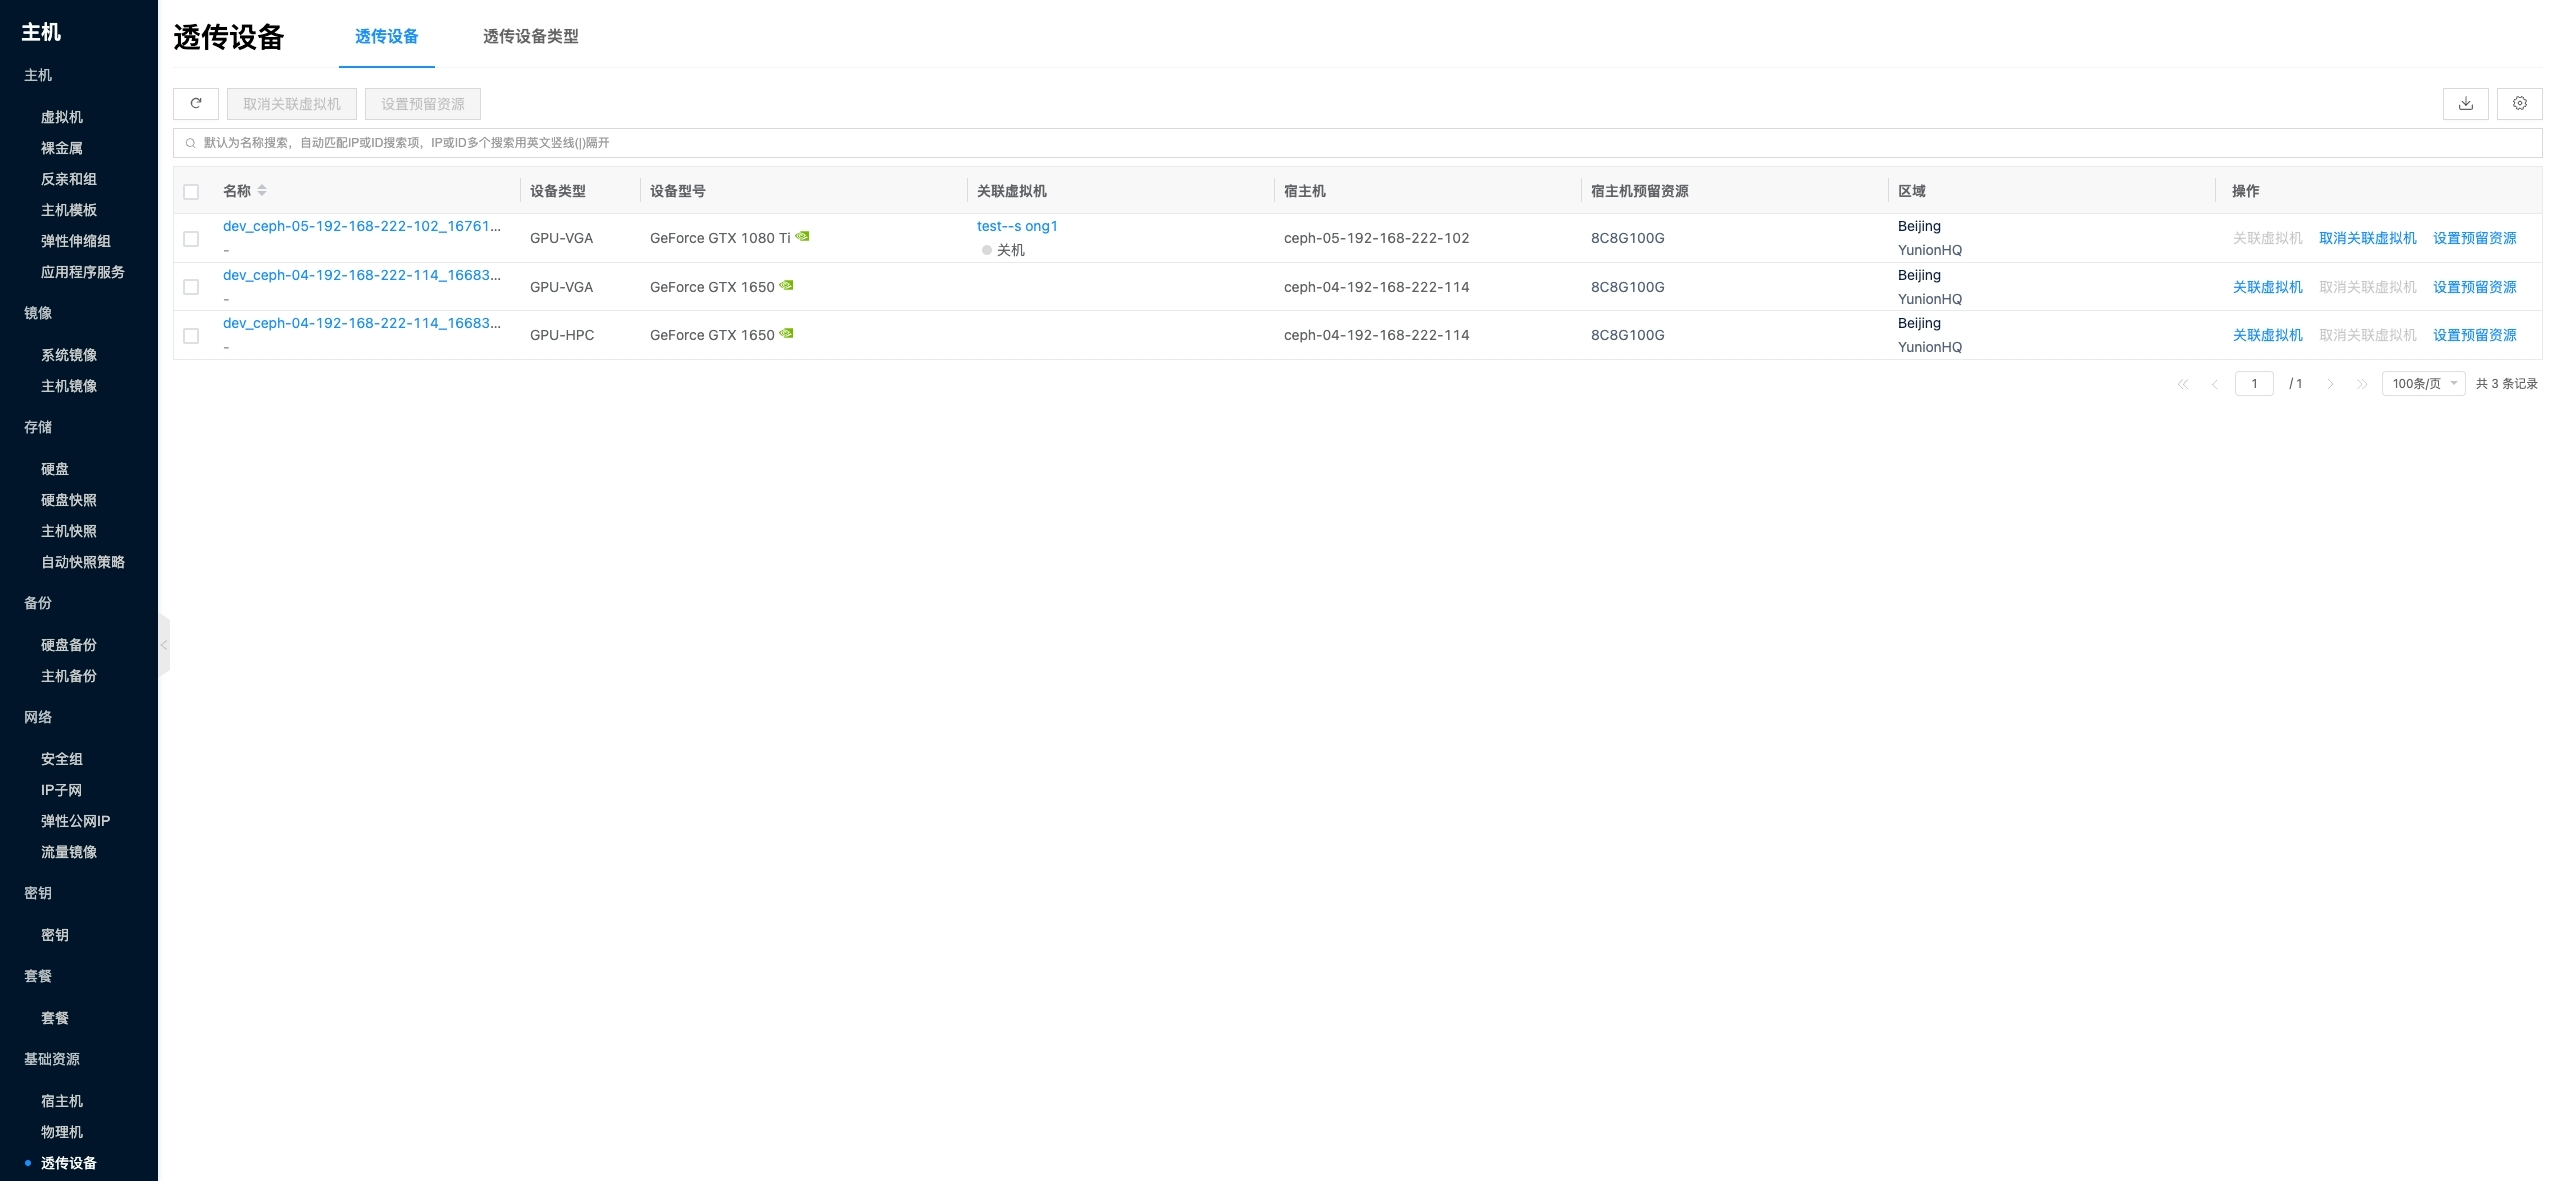 主机
主机
虚拟机
裸金属
反亲和组
主机模板
弹性伸缩组
应用程序服务
镜像
系统镜像
主机镜像
存储
硬盘
硬盘快照
主机快照
自动快照策略
备份
硬盘备份
主机备份
网络
安全组
IP子网
弹性公网IP
流量镜像
密钥
密钥
套餐
套餐
基础资源
宿主机
物理机
透传设备
透传设备 透传设备 透传设备类型
取消关联虚拟机 设置预留资源
默认为名称搜索，自动匹配IP或ID搜索项，IP或ID多个搜索用英文竖线(|)隔开
名称 设备类型 设备型号 关联虚拟机 宿主机 宿主机预留资源 区域 操作
dev_ceph-05-192-168-222-102_16761... test--s ong1 Beijing
GPU-VGA GeForce GTX 1080 Ti ceph-05-192-168-222-102 8C8G100G 关联虚拟机 取消关联虚拟机 设置预留资源
- 关机 YunionHQ
dev_ceph-04-192-168-222-114_16683... Beijing
GPU-VGA GeForce GTX 1650 ceph-04-192-168-222-114 8C8G100G 关联虚拟机 取消关联虚拟机 设置预留资源
- YunionHQ
dev_ceph-04-192-168-222-114_16683... Beijing
GPU-HPC GeForce GTX 1650 ceph-04-192-168-222-114 8C8G100G 关联虚拟机 取消关联虚拟机 设置预留资源
- YunionHQ
1 / 1 100条/页 共 3 条记录